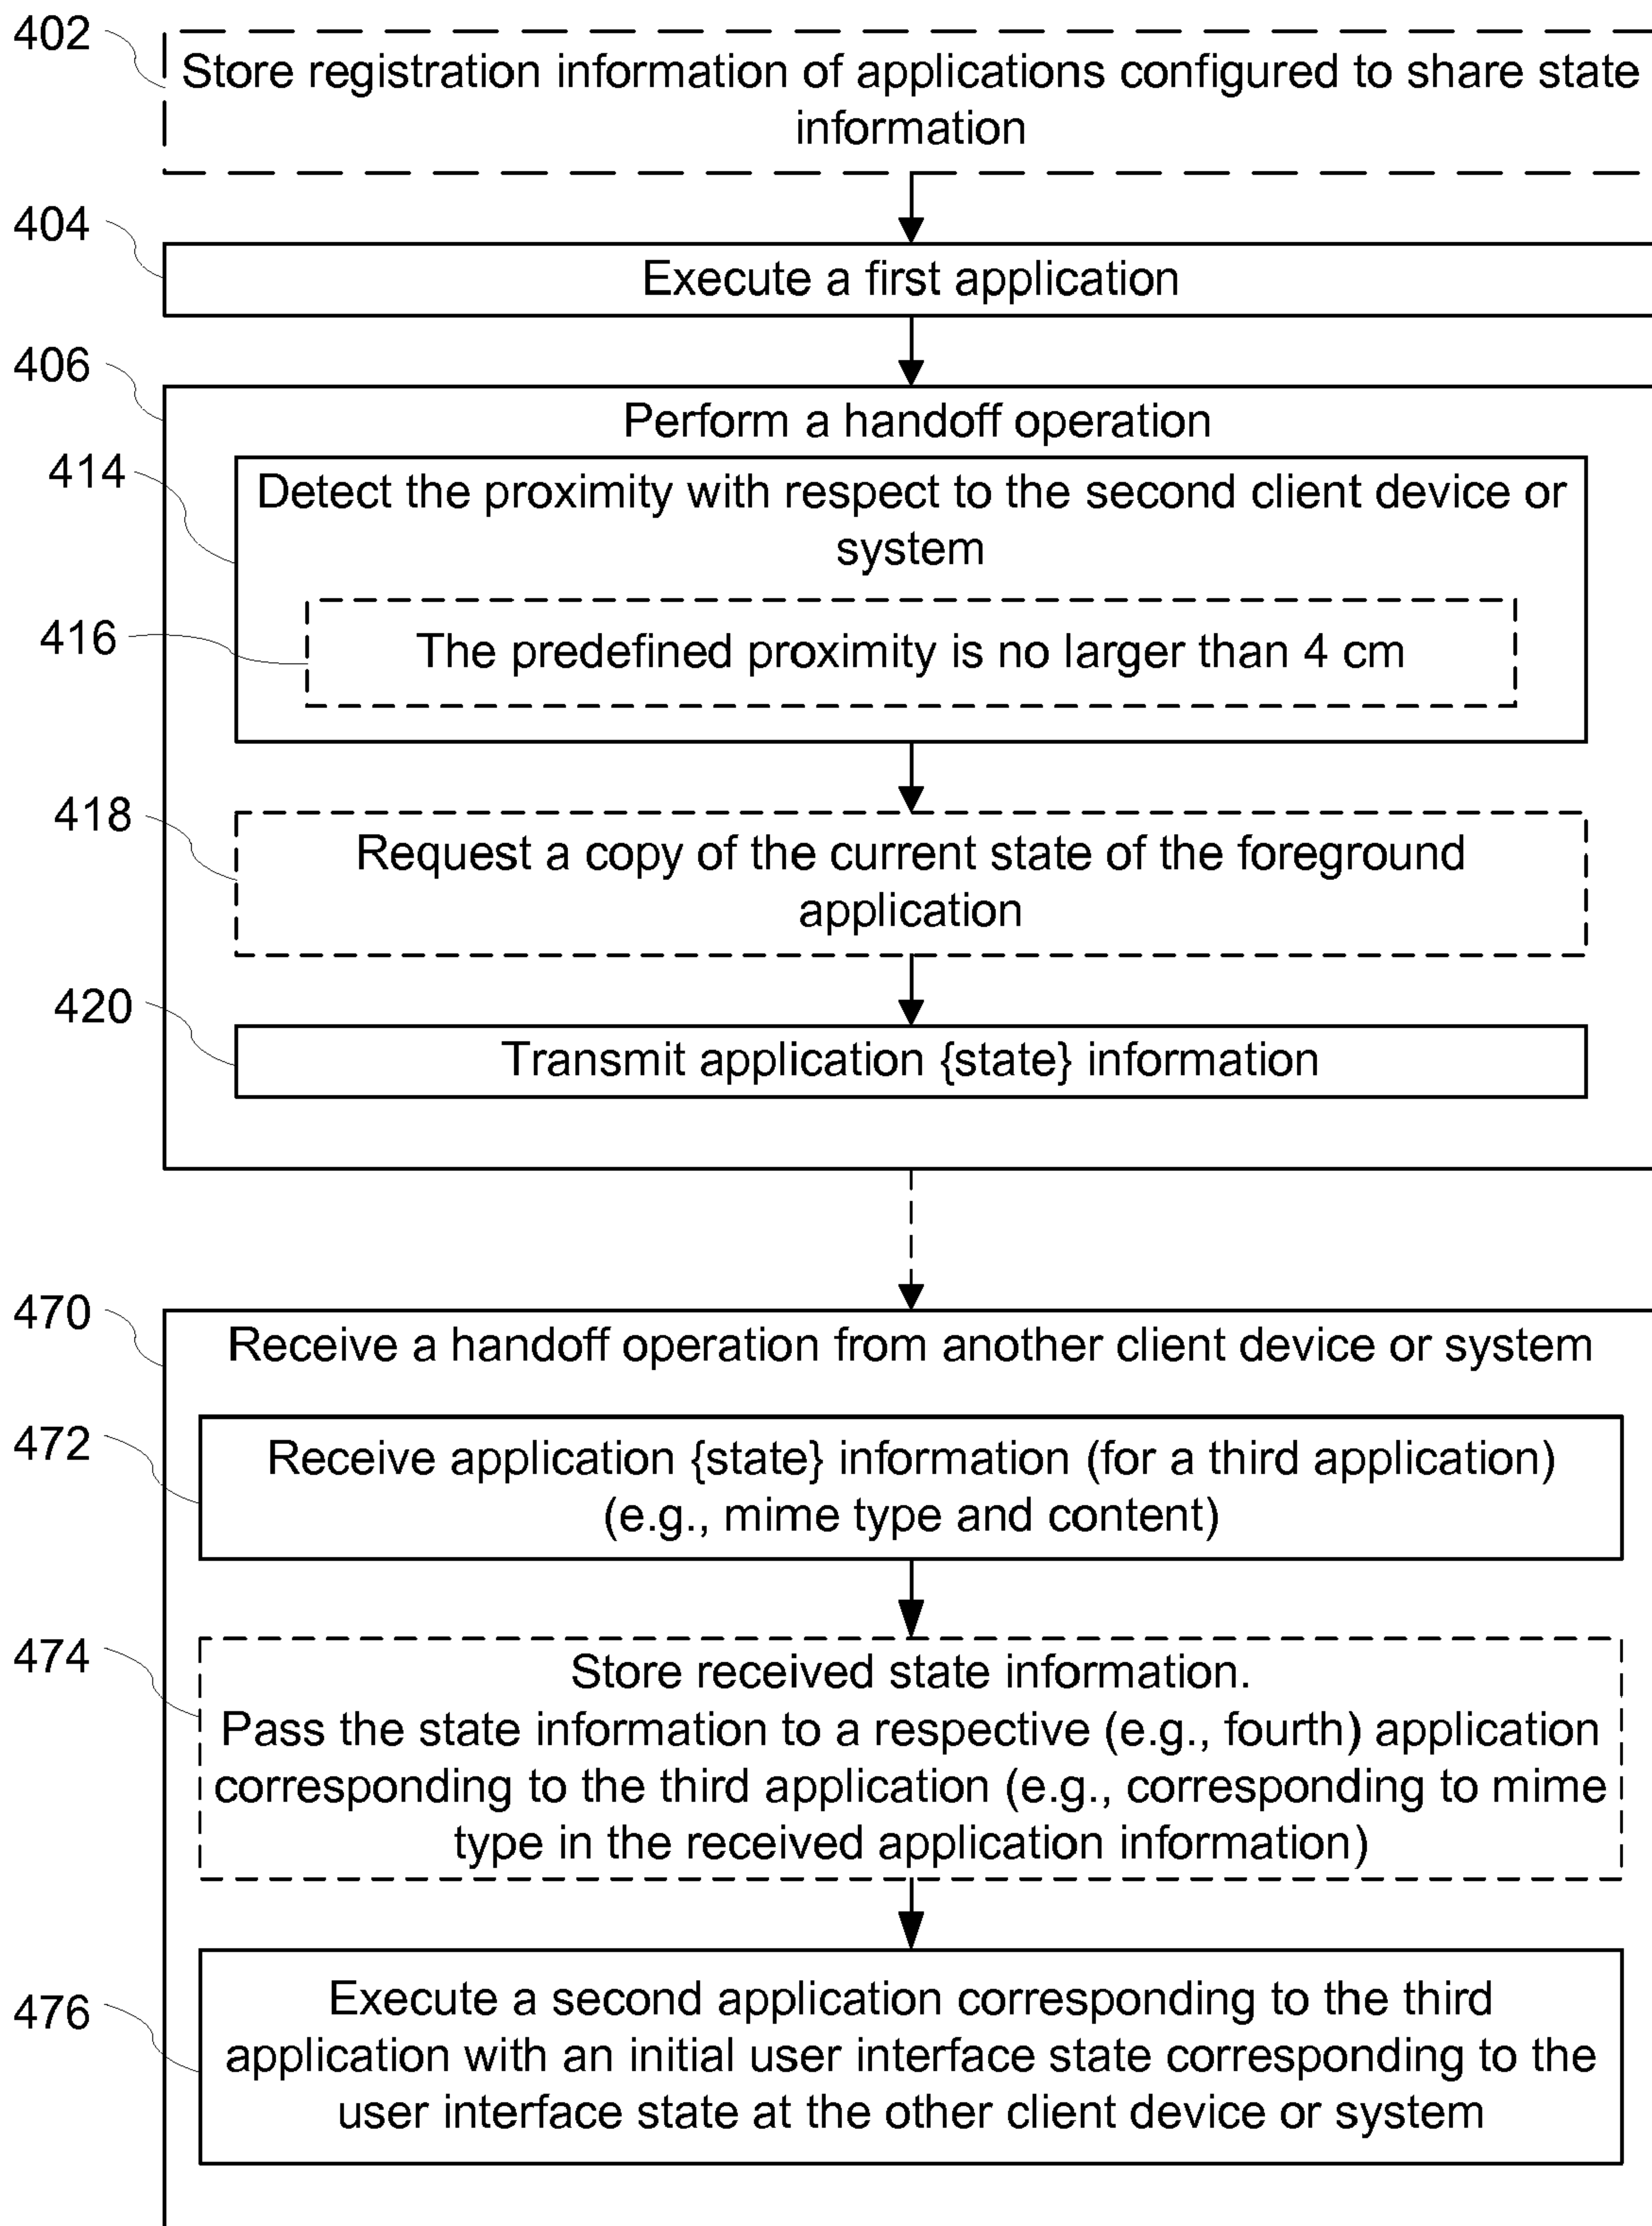 402
Store registration information of applications configured to share state
information
404
Execute a first application
406
Perform a handoff operation
414
Detect the proximity with respect to the second client device or
system
416
The predefined proximity is no larger than 4 cm
418
Request a copy of the current state of the foreground
application
420
Transmit application {state} information
470
Receive a handoff operation from another client device or system
472
Receive application {state} information (for a third application)
(e.g., mime type and content)
474
Store received state information.
Pass the state information to a respective (e.g., fourth) application
corresponding to the third application (e.g., corresponding to mime
type in the received application information)
476
Execute a second application corresponding to the third
application with an initial user interface state corresponding to the
user interface state at the other client device or system